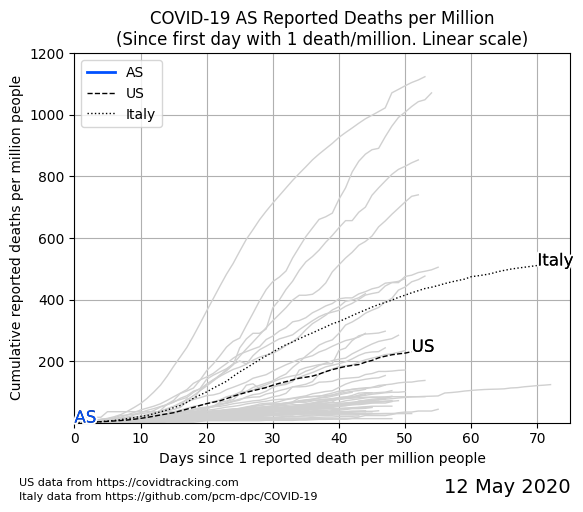 COVID-19 AS Reported Deaths per Million
(Since first day with 1 death/million. Linear scale)
Cumulative reported deaths per million people
1200
1000
800
600
400
200
AS
US
Italy
Italy
US
AS
0 10 20 30 40 50 60 70
Days since 1 reported death per million people
US data from https://covidtracking.com
Italy data from https://github.com/pcm-dpc/COVID-19
12 May 2020